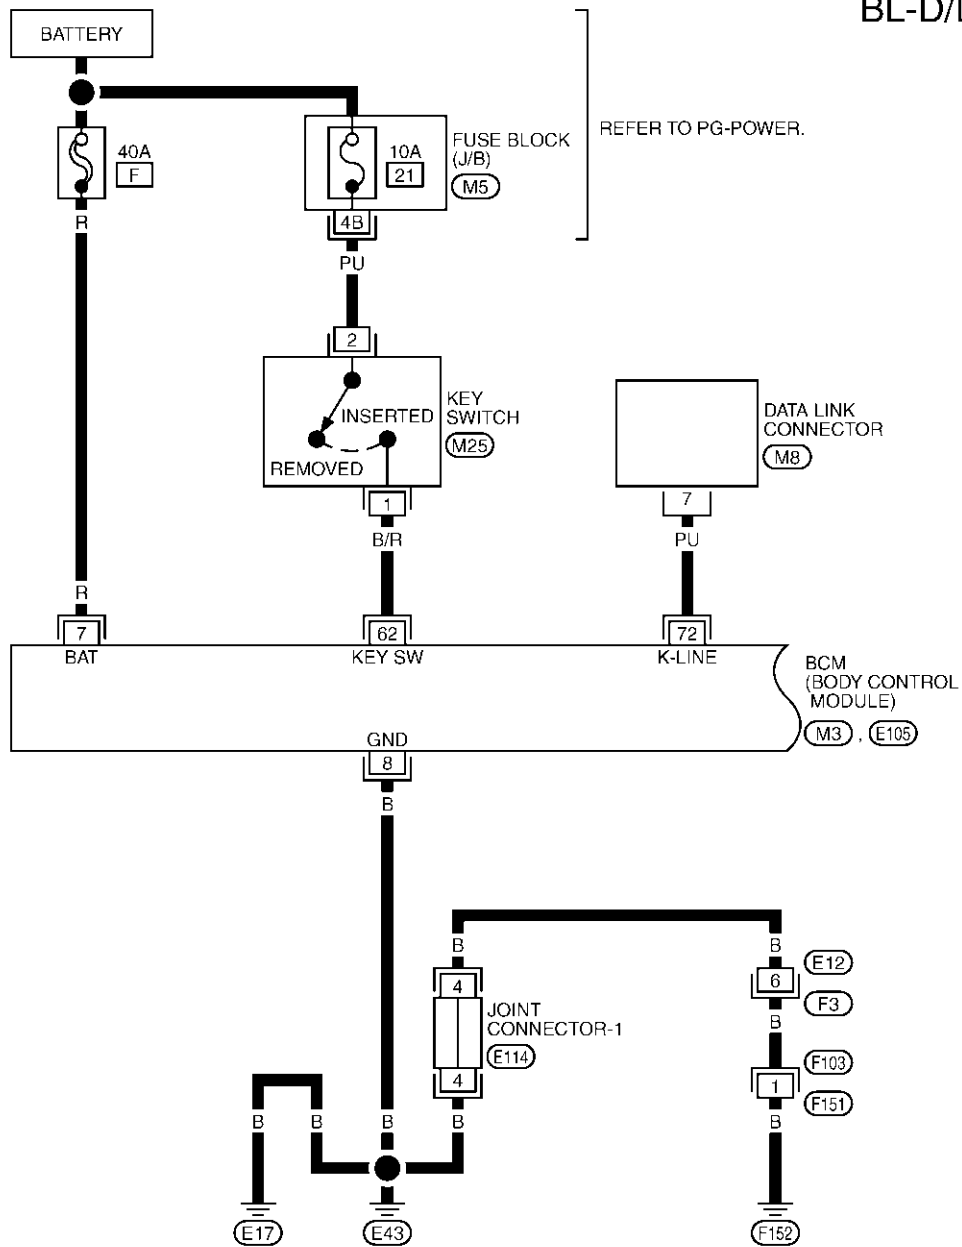 BL-D/
BATTERY
REFER TO PG-POWER.
40A
F
10A
21
FUSE BLOCK
(J/B)
M5
R
4B
PU
2
KEY
SWITCH
M25
INSERTED
REMOVED
DATA LINK
CONNECTOR
M8
1
7
B/R
PU
R
7
62
72
BAT
KEY SW
K-LINE
BCM
(BODY CONTROL
MODULE)
M3 , E105
GND
8
B
B
B
4
6
E12
F3
JOINT
CONNECTOR-1
E114
B
F103
4
1
F151
B
B
B
B
B
E17
E43
F152